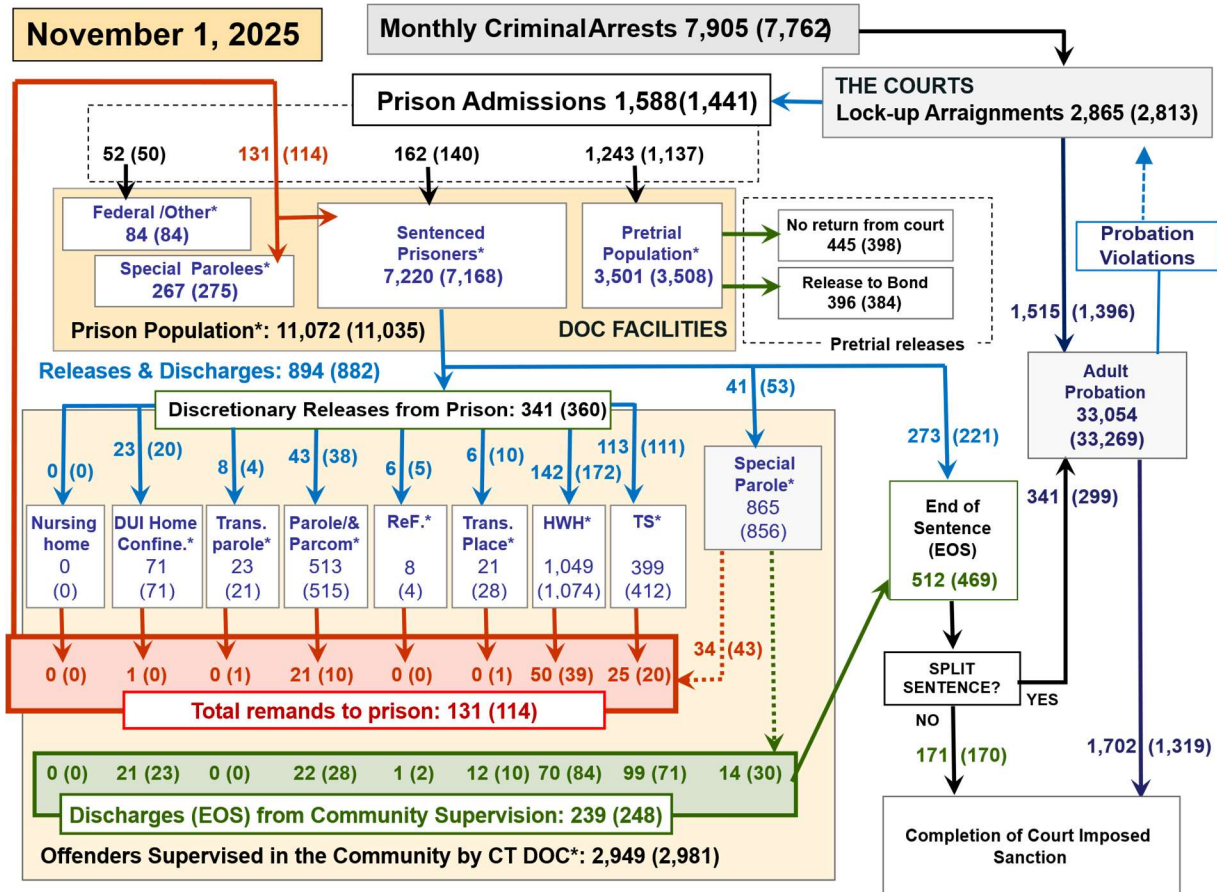 November 1, 2025
Monthly Criminal Arrests 7,905 (7,762)
THE COURTS
Lock-up Arraignments 2,865 (2,813)
Prison Admissions 1,588(1,441)
52 (50)
131 (114)
162 (140)
1,243 (1,137)
Federal /Other*
84 (84)
Special Parolees*
267 (275)
Sentenced
Prisoners*
7,220 (7,168)
Pretrial
Population*
3,501 (3,508)
No return from court
445 (398)
Release to Bond
396 (384)
Pretrial releases
Prison Population*: 11,072 (11,035)
DOC FACILITIES
Probation
Violations
1,515 (1,396)
Adult
Probation
33,054
(33,269)
Releases & Discharges: 894 (882)
Discretionary Releases from Prison: 341 (360)
41 (53)
273 (221)
0 (0)
23 (20)
8 (4)
43 (38)
6 (5)
6 (10)
142 (172)
113 (111)
Nursing
home
0
(0)
DUI Home
Confine.*
71
(71)
Trans.
parole*
23
(21)
Parole/&
Parcom*
513
(515)
ReF.*
8
(4)
Trans.
Place*
21
(28)
HWH*
1,049
(1,074)
TS*
399
(412)
Special
Parole*
865
(856)
End of
Sentence
(EOS)
512 (469)
341 (299)
0 (0)
1 (0)
0 (1)
21 (10)
0 (0)
0 (1)
50 (39)
25 (20)
34 (43)
Total remands to prison: 131 (114)
SPLIT
SENTENCE?
YES
NO
171 (170)
1,702 (1,319)
0 (0)
21 (23)
0 (0)
22 (28)
1 (2)
12 (10)
70 (84)
99 (71)
14 (30)
Discharges (EOS) from Community Supervision: 239 (248)
Offenders Supervised in the Community by CT DOC*: 2,949 (2,981)
Completion of Court Imposed
Sanction